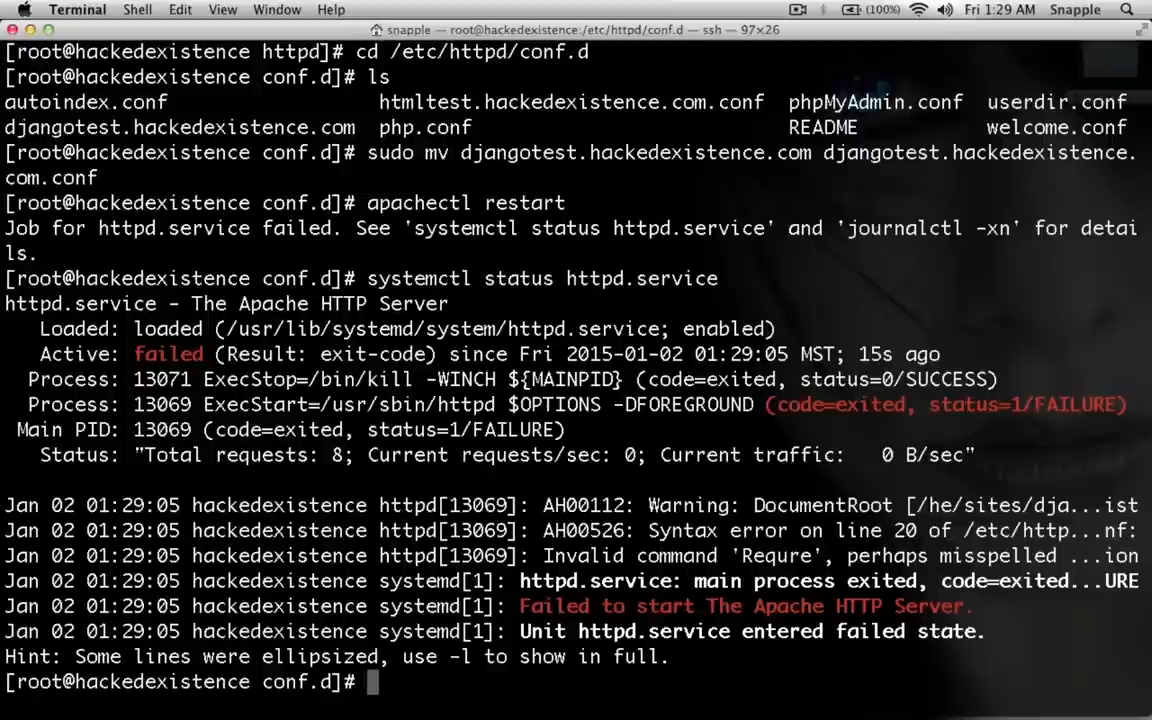 Terminal Shell Edit View Window Help (100%) Fri 1:29 AM Snapple
snapple — root@hackedexistence:/etc/httpd/conf.d — ssh — 97×26
[root@hackedexistence httpd]# cd /etc/httpd/conf.d
[root@hackedexistence conf.d]# ls
autoindex.conf htmltest.hackedexistence.com.conf phpMyAdmin.conf userdir.conf
djangotest.hackedexistence.com php.conf README welcome.conf
[root@hackedexistence conf.d]# sudo mv djangotest.hackedexistence.com djangotest.hackedexistence.
com.conf
[root@hackedexistence conf.d]# apachectl restart
Job for httpd.service failed. See 'systemctl status httpd.service' and 'journalctl -xn' for detai
ls.
[root@hackedexistence conf.d]# systemctl status httpd.service
httpd.service - The Apache HTTP Server
Loaded: loaded (/usr/lib/systemd/system/httpd.service; enabled)
Active: failed (Result: exit-code) since Fri 2015-01-02 01:29:05 MST; 15s ago
Process: 13071 ExecStop=/bin/kill -WINCH ${MAINPID} (code=exited, status=0/SUCCESS)
Process: 13069 ExecStart=/usr/sbin/httpd $OPTIONS -DFOREGROUND (code=exited, status=1/FAILURE)
Main PID: 13069 (code=exited, status=1/FAILURE)
Status: "Total requests: 8; Current requests/sec: 0; Current traffic:   0 B/sec"
Jan 02 01:29:05 hackedexistence httpd[13069]: AH00112: Warning: DocumentRoot [/he/sites/dja...ist
Jan 02 01:29:05 hackedexistence httpd[13069]: AH00526: Syntax error on line 20 of /etc/http...nf:
Jan 02 01:29:05 hackedexistence httpd[13069]: Invalid command 'Requre', perhaps misspelled ...ion
Jan 02 01:29:05 hackedexistence systemd[1]: httpd.service: main process exited, code=exited...URE
Jan 02 01:29:05 hackedexistence systemd[1]: Failed to start The Apache HTTP Server.
Jan 02 01:29:05 hackedexistence systemd[1]: Unit httpd.service entered failed state.
Hint: Some lines were ellipsized, use -l to show in full.
[root@hackedexistence conf.d]#